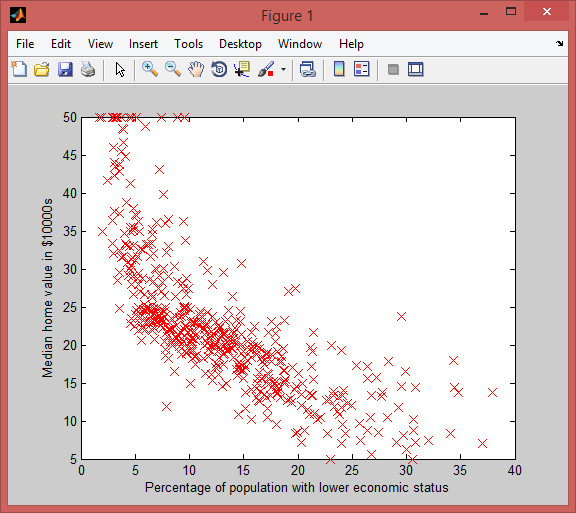 Figure 1
File Edit View Insert Tools Desktop Window Help
50
45
40
35
30
25
20
15
10
5
Median home value in $10000s
0 5 10 15 20 25 30 35 40
Percentage of population with lower economic status